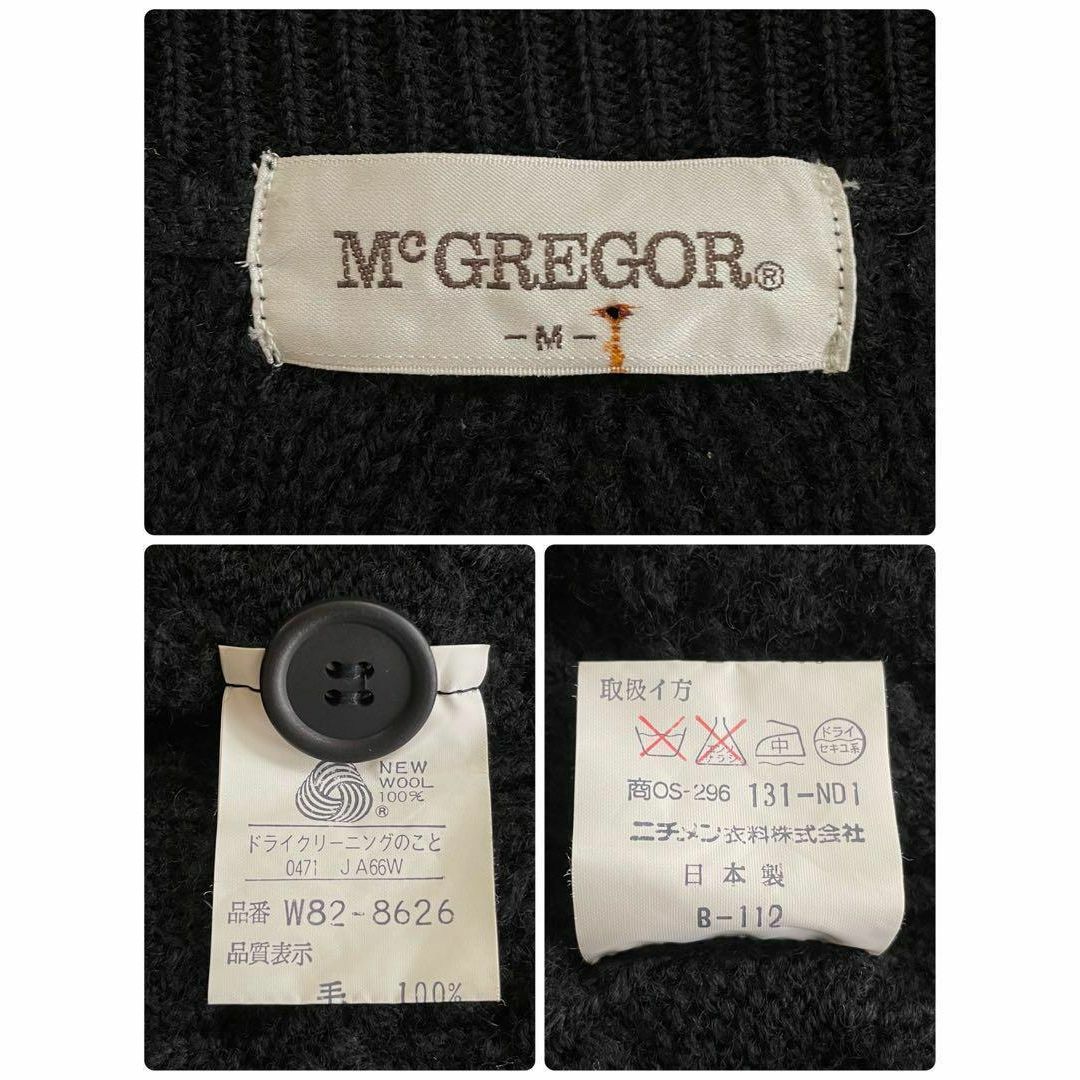 McGREGOR®
-M-
NEW
WOOL
100%
®
ドライクリーニングのこと
0471 JA66W
品番 W82-8626
品質表示
毛 100%
取扱イ方
中
ドライ
セキユ系
商OS-296 131-ND1
ニチメン衣料株式会社
日本製
B-112